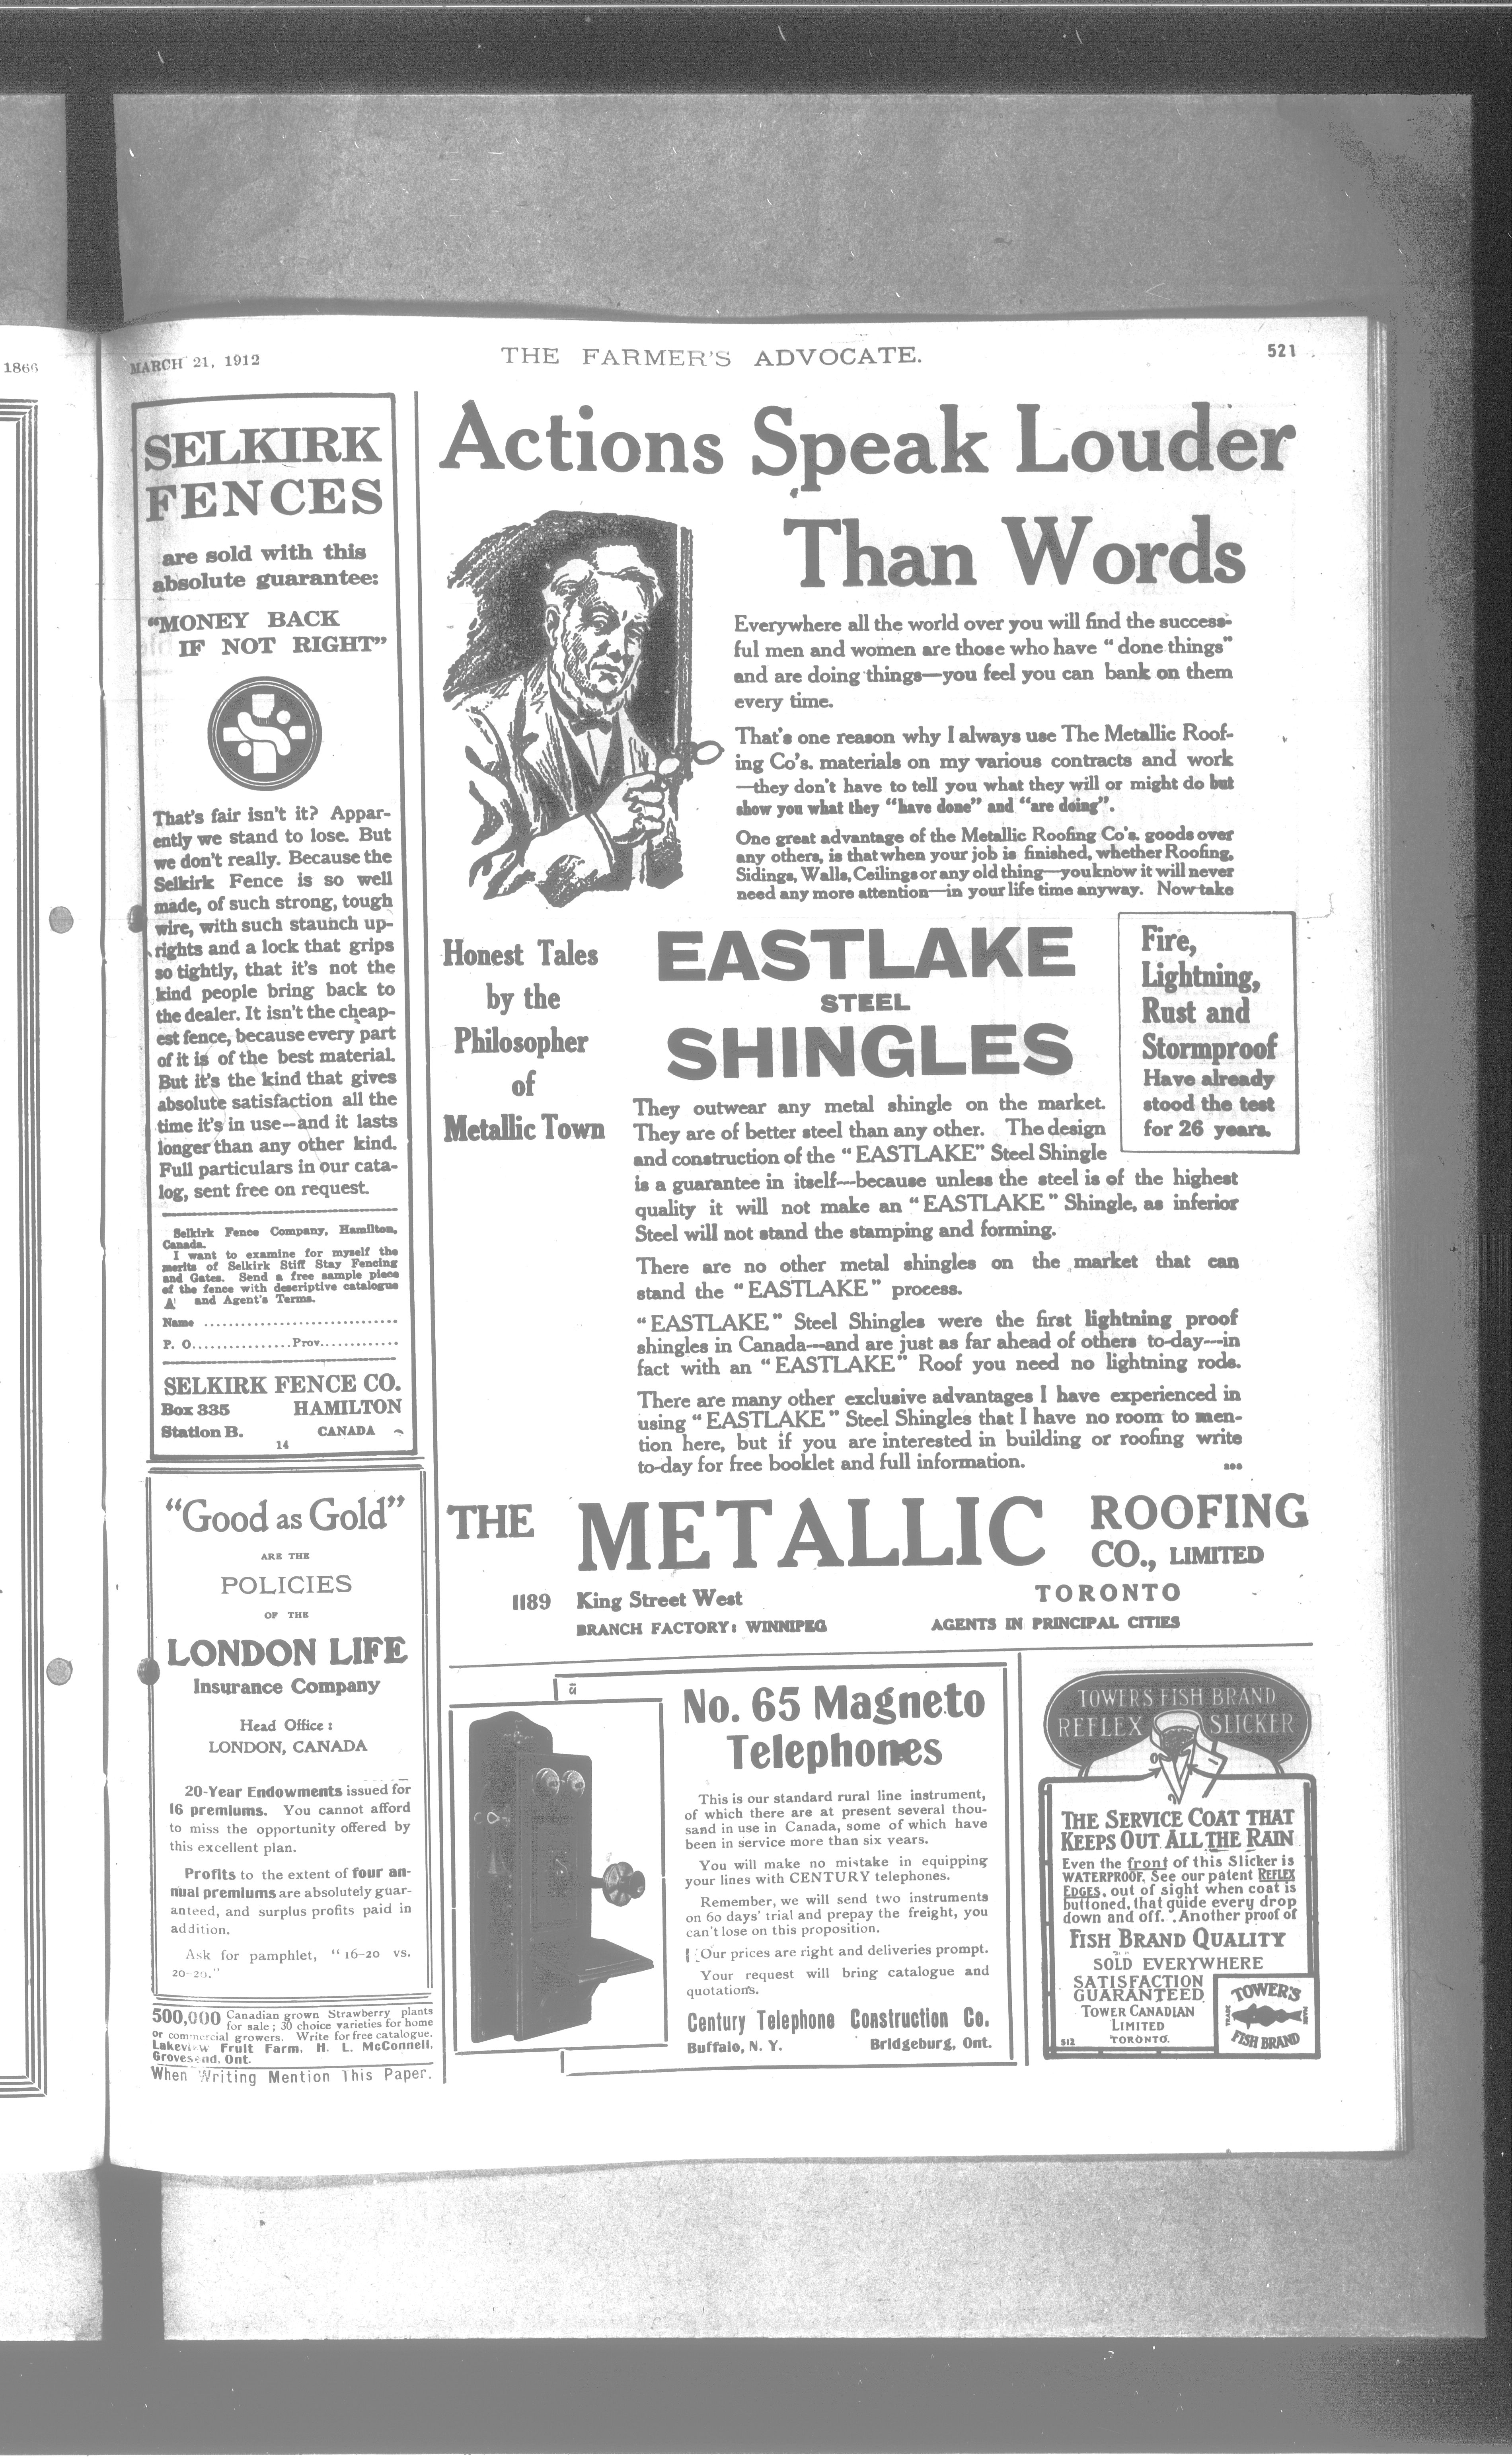 1866
MARCH 21, 1912
THE FARMER'S ADVOCATE.
521
SELKIRK
FENCES
are sold with this
absolute guarantee:
"MONEY BACK
IF NOT RIGHT"
That's fair isn't it? Appar-
ently we stand to lose. But
we don't really. Because the
Selkirk Fence is so well
made, of such strong, tough
wire, with such staunch up-
rights and a lock that grips
so tightly, that it's not the
kind people bring back to
the dealer. It isn't the cheap-
est fence, because every part
of it is of the best material.
But it's the kind that gives
absolute satisfaction all the
time it's in use--and it lasts
longer than any other kind.
Full particulars in our cata-
log, sent free on request.
Selkirk Fence Company, Hamilton,
Canada.
I want to examine for myself the
merits of Selkirk Stiff Stay Fencing
and Gates. Send a free sample piece
of the fence with descriptive catalogue
A and Agent's Terms.
Name ..............................
P. O...............Prov............
SELKIRK FENCE CO.
Box 335 HAMILTON
Station B. CANADA
14
"Good as Gold"
ARE THE
POLICIES
OF THE
LONDON LIFE
Insurance Company
Head Office:
LONDON, CANADA
20-Year Endowments issued for
16 premiums. You cannot afford
to miss the opportunity offered by
this excellent plan.
Profits to the extent of four an-
nual premiums are absolutely guar-
anteed, and surplus profits paid in
addition.
Ask for pamphlet, "16-20 vs.
20-20."
500,000 Canadian grown Strawberry plants
for sale; 30 choice varieties for home
or commercial growers. Write for free catalogue.
Lakeview Fruit Farm. H. L. McConnell,
Grovesend, Ont.
When Writing Mention This Paper.
Actions Speak Louder
Than Words
Everywhere all the world over you will find the success-
ful men and women are those who have "done things"
and are doing things—you feel you can bank on them
every time.
That's one reason why I always use The Metallic Roof-
ing Co's. materials on my various contracts and work
—they don't have to tell you what they will or might do but
show you what they "have done" and "are doing".
One great advantage of the Metallic Roofing Co's. goods over
any others, is that when your job is finished, whether Roofing,
Sidings, Walls, Ceilings or any old thing—you know it will never
need any more attention—in your life time anyway. Now take
Honest Tales
by the
Philosopher
of
Metallic Town
EASTLAKE
STEEL
SHINGLES
Fire,
Lightning,
Rust and
Stormproof
Have already
stood the test
for 26 years.
They outwear any metal shingle on the market.
They are of better steel than any other. The design
and construction of the "EASTLAKE" Steel Shingle
is a guarantee in itself—because unless the steel is of the highest
quality it will not make an "EASTLAKE" Shingle, as inferior
Steel will not stand the stamping and forming.
There are no other metal shingles on the market that can
stand the "EASTLAKE" process.
"EASTLAKE" Steel Shingles were the first lightning proof
shingles in Canada—and are just as far ahead of others to-day—in
fact with an "EASTLAKE" Roof you need no lightning rods.
There are many other exclusive advantages I have experienced in
using "EASTLAKE" Steel Shingles that I have no room to men-
tion here, but if you are interested in building or roofing write
to-day for free booklet and full information.
THE METALLIC ROOFING
CO., LIMITED
1189 King Street West TORONTO
BRANCH FACTORY: WINNIPEG AGENTS IN PRINCIPAL CITIES
No. 65 Magneto
Telephones
This is our standard rural line instrument,
of which there are at present several thou-
sand in use in Canada, some of which have
been in service more than six years.
You will make no mistake in equipping
your lines with CENTURY telephones.
Remember, we will send two instruments
on 60 days' trial and prepay the freight, you
can't lose on this proposition.
Our prices are right and deliveries prompt.
Your request will bring catalogue and
quotations.
Century Telephone Construction Co.
Buffalo, N. Y. Bridgeburg, Ont.
TOWER'S FISH BRAND
REFLEX SLICKER
THE SERVICE COAT THAT
KEEPS OUT ALL THE RAIN
Even the front of this Slicker is
WATERPROOF. See our patent REFLEX
EDGES, out of sight when coat is
buttoned, that guide every drop
down and off. Another proof of
FISH BRAND QUALITY
SOLD EVERYWHERE
SATISFACTION
GUARANTEED
TOWER CANADIAN
LIMITED
TORONTO.
512
TOWER'S
TRADE MARK
FISH BRAND